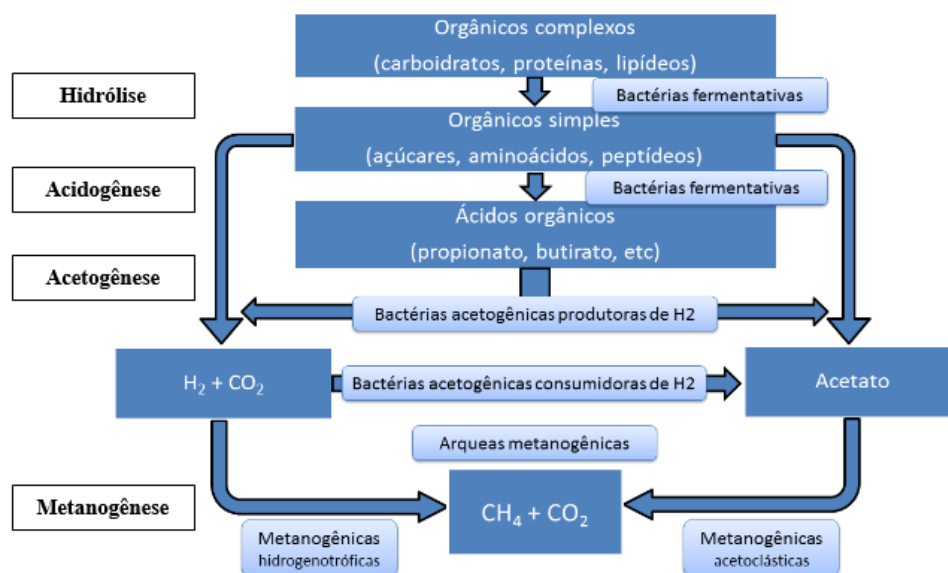 Orgânicos complexos
(carboidratos, proteínas, lipídeos)
Hidrólise
Bactérias fermentativas
Orgânicos simples
(açúcares, aminoácidos, peptídeos)
Acidogênese
Bactérias fermentativas
Ácidos orgânicos
(propionato, butirato, etc)
Acetogênese
Bactérias acetogênicas produtoras de H2
H₂ + CO₂
Bactérias acetogênicas consumidoras de H2
Acetato
Arqueas metanogênicas
Metanogênese
CH₄ + CO₂
Metanogênicas
hidrogenotróficas
Metanogênicas
acetoclásticas